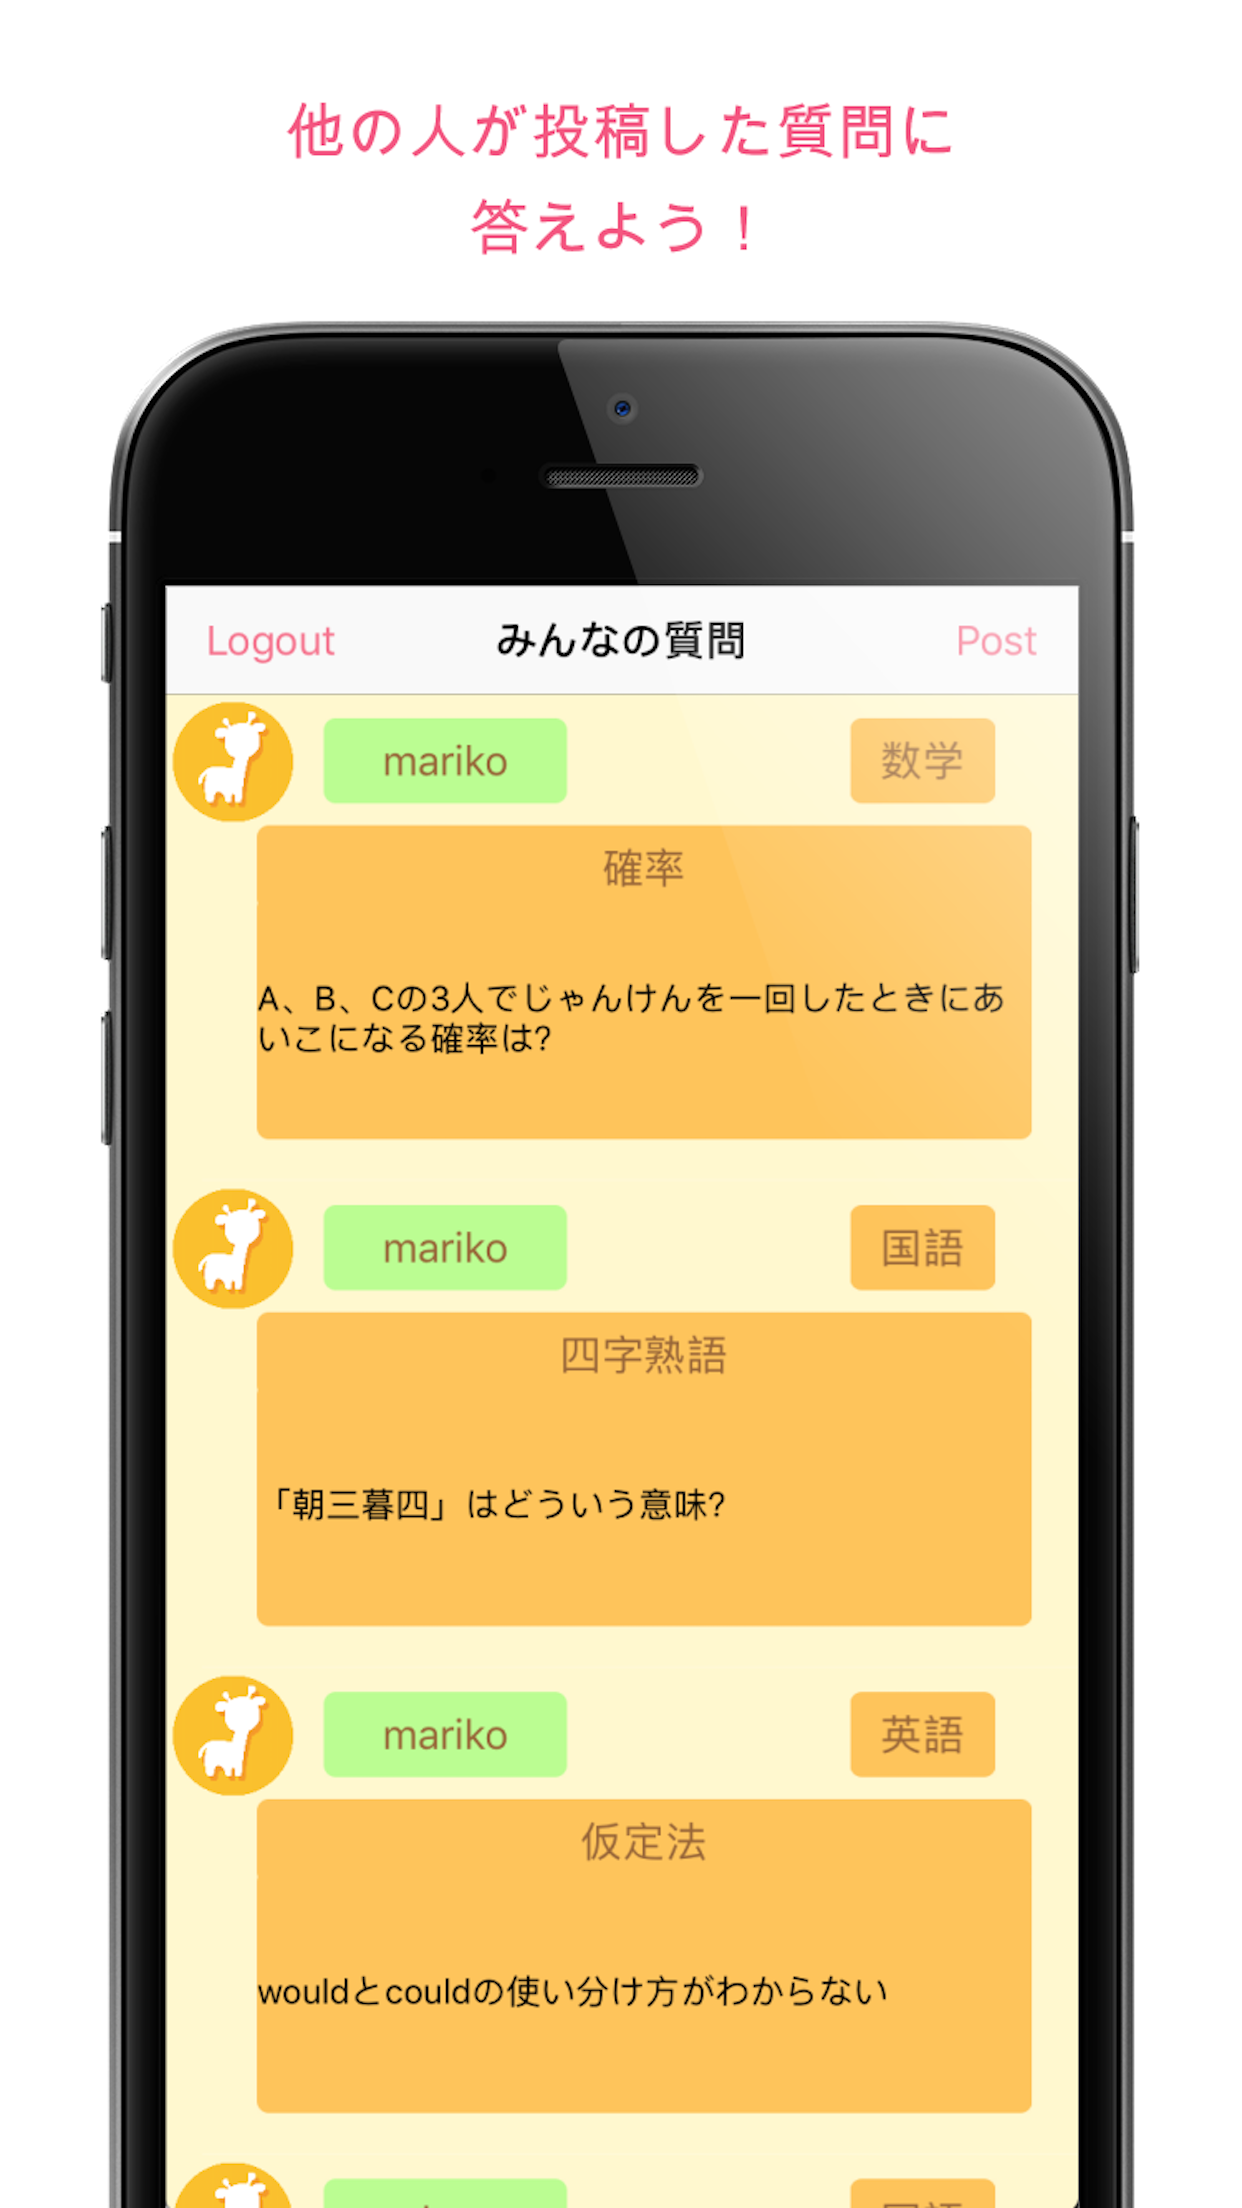 他の人が投稿した質問に
答えよう！
Logout
みんなの質問
Post
mariko
数学
確率
A、B、Cの3人でじゃんけんを一回したときにあ
いこになる確率は?
mariko
国語
四字熟語
「朝三暮四」はどういう意味?
mariko
英語
仮定法
wouldとcouldの使い分け方がわからない